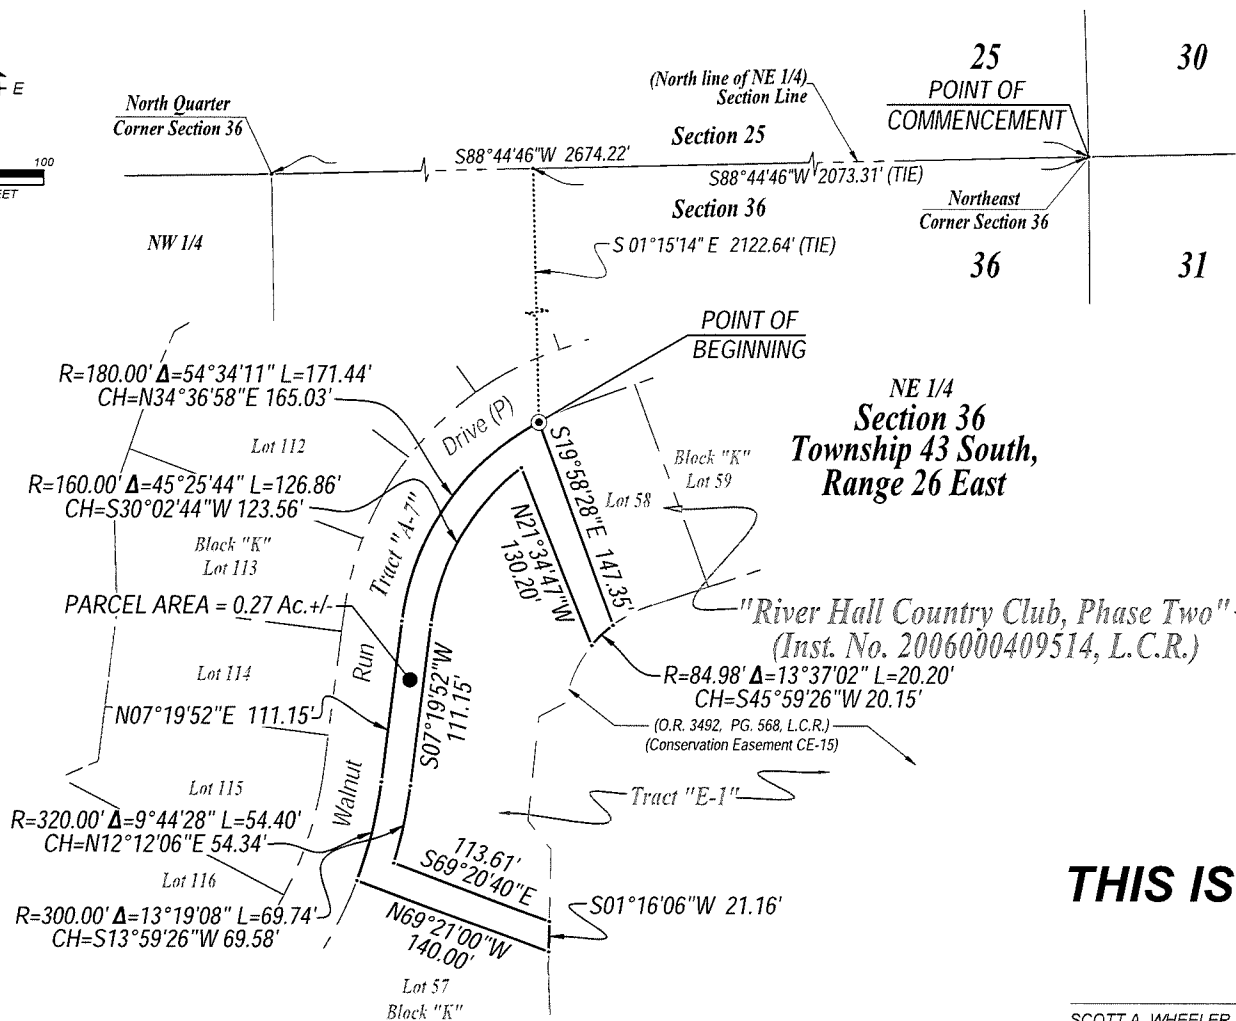 E
100
North Quarter
Corner Section 36
(North line of NE 1/4)
Section Line
25
30
POINT OF
COMMENCEMENT
Section 25
S88°44'46"W 2674.22'
S88°44'46"W 2073.31' (TIE)
Section 36
Northeast
Corner Section 36
NW 1/4
S 01°15'14" E 2122.64' (TIE)
36
31
POINT OF
BEGINNING
R=180.00' Δ=54°34'11" L=171.44'
CH=N34°36'58"E 165.03'
Drive (P)
NE 1/4
Section 36
Township 43 South,
Range 26 East
Lot 112
S19°58'28"E 147.35'
Block "K"
Lot 59
Lot 58
R=160.00' Δ=45°25'44" L=126.86'
CH=S30°02'44"W 123.56'
N21°34'47"W
130.20'
Tract "A-7"
Block "K"
Lot 113
PARCEL AREA = 0.27 Ac.+/-
"River Hall Country Club, Phase Two"
(Inst. No. 2006000409514, L.C.R.)
Run
Lot 114
S07°19'52"W
111.15'
R=84.98' Δ=13°37'02" L=20.20'
CH=S45°59'26"W 20.15'
N07°19'52"E 111.15'
(O.R. 3492, PG. 568, L.C.R.)
(Conservation Easement CE-15)
Walnut
Lot 115
Tract "E-1"
R=320.00' Δ=9°44'28" L=54.40'
CH=N12°12'06"E 54.34'
113.61'
S69°20'40"E
Lot 116
THIS IS
S01°16'06"W 21.16'
R=300.00' Δ=13°19'08" L=69.74'
CH=S13°59'26"W 69.58'
N69°21'00"W
140.00'
Lot 57
Block "K"
SCOTT A. WHEELER